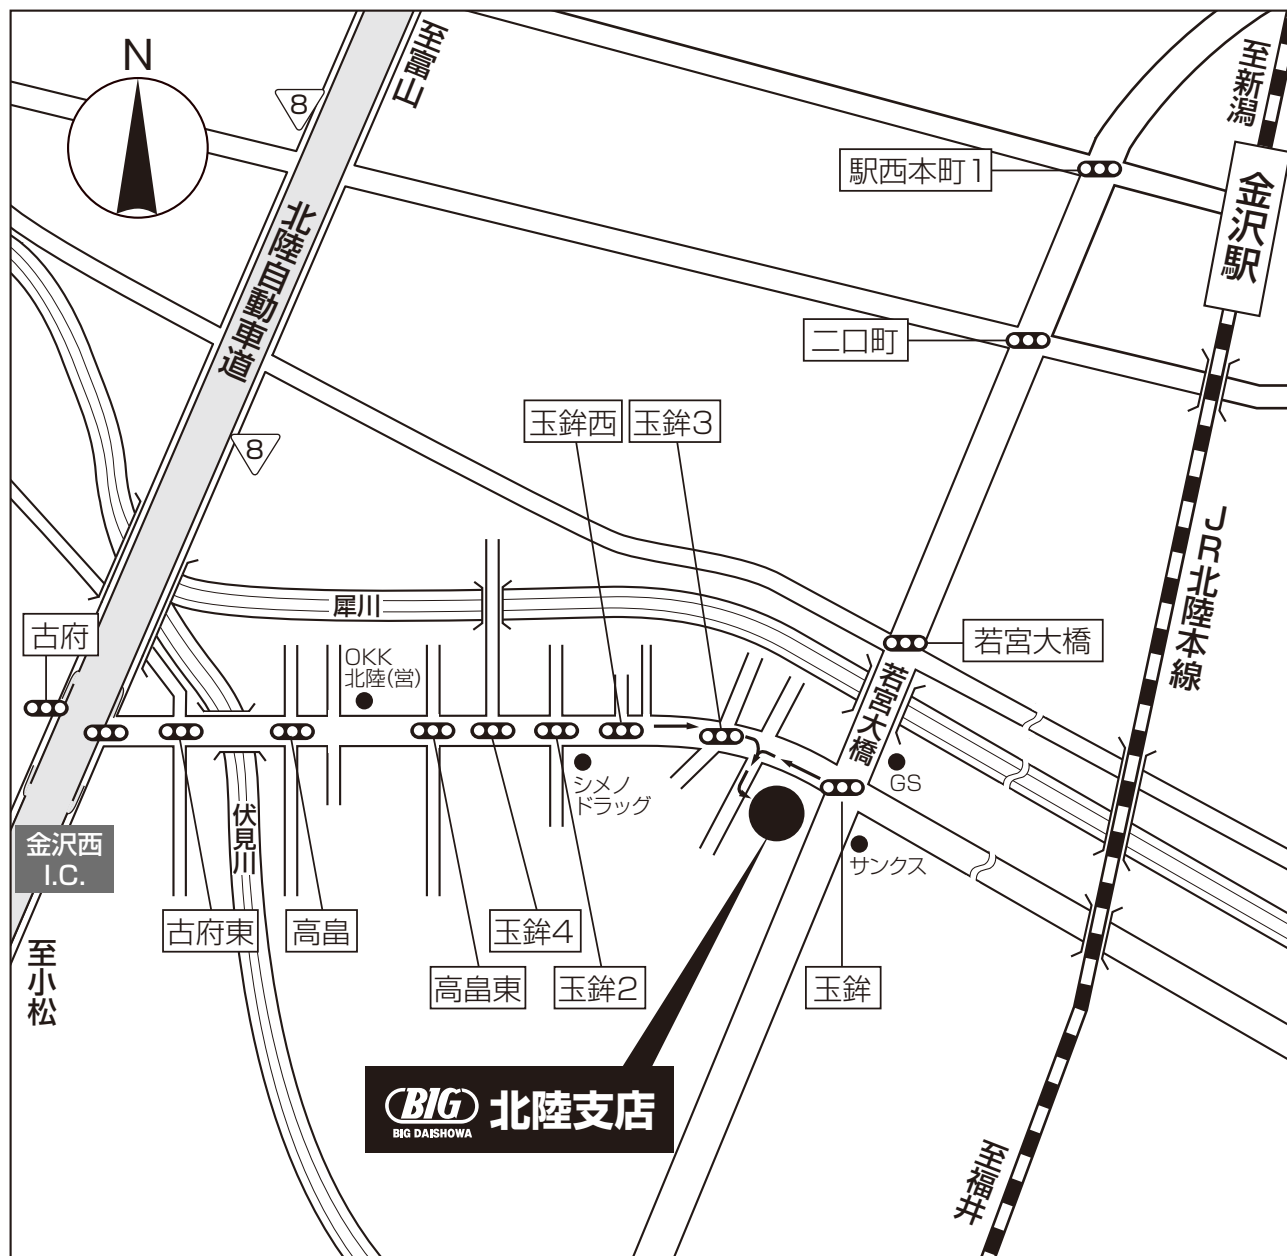 N
8
至富山
至新潟
駅西本町1
金沢駅
北陸自動車道
二口町
玉鉾西
玉鉾3
8
JR北陸本線
犀川
古府
若宮大橋
OKK
北陸(営)
若宮大橋
シメノ
ドラッグ
GS
伏見川
金沢西
I.C.
サンクス
古府東
高畠
玉鉾4
高畠東
玉鉾2
玉鉾
至小松
BIG
BIG DAISHOWA
北陸支店
至福井